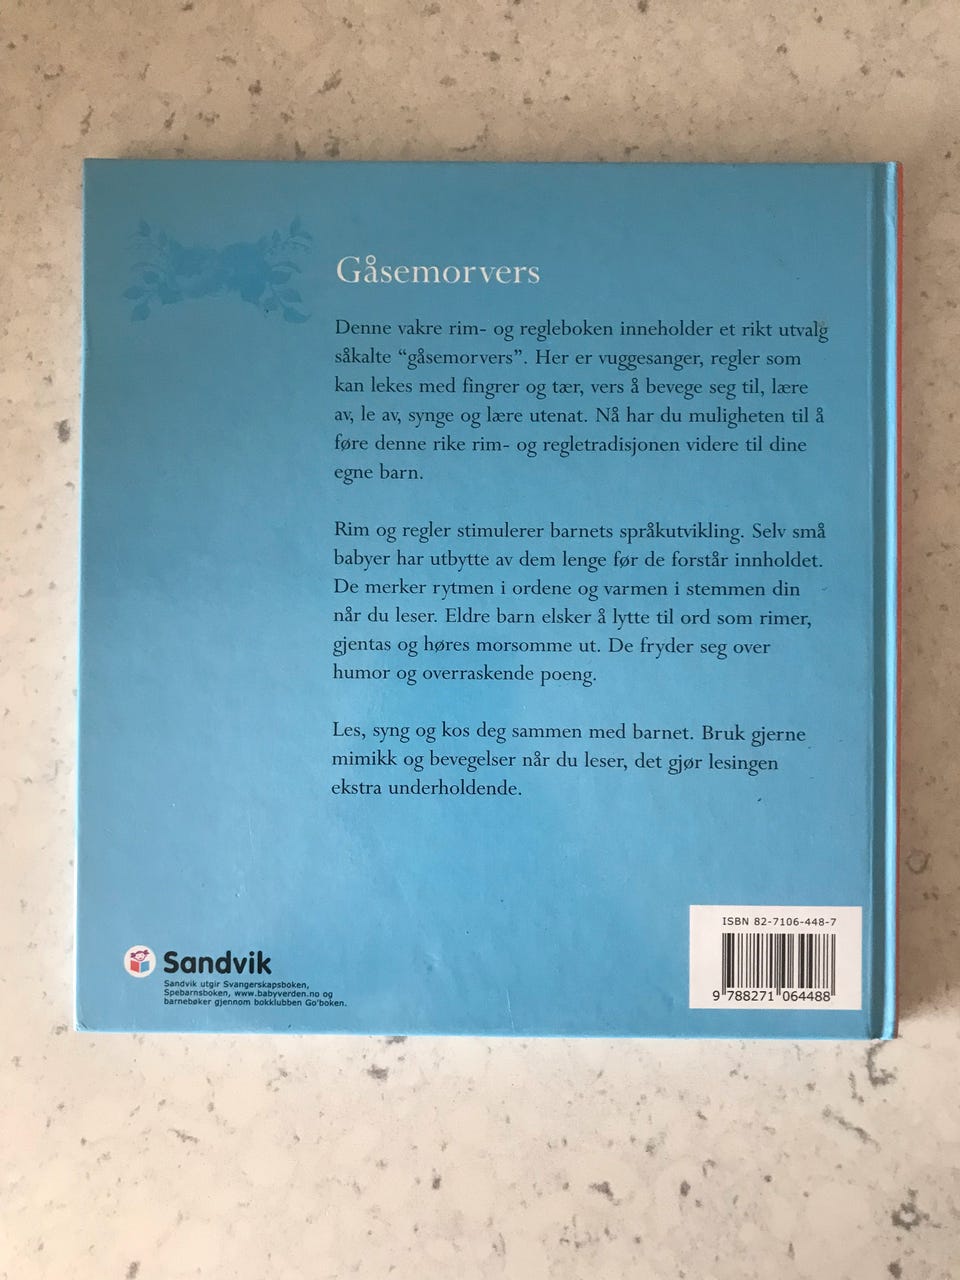 Gåsemorvers
Denne vakre rim- og regleboken inneholder et rikt utvalg
såkalte “gåsemorvers”. Her er vuggesanger, regler som
kan lekes med fingrer og tær, vers å bevege seg til, lære
av, le av, synge og lære utenat. Nå har du muligheten til å
føre denne rike rim- og regletradisjonen videre til dine
egne barn.
Rim og regler stimulerer barnets språkutvikling. Selv små
babyer har utbytte av dem lenge før de forstår innholdet.
De merker rytmen i ordene og varmen i stemmen din
når du leser. Eldre barn elsker å lytte til ord som rimer,
gjentas og høres morsomme ut. De fryder seg over
humor og overraskende poeng.
Les, syng og kos deg sammen med barnet. Bruk gjerne
mimikk og bevegelser når du leser, det gjør lesingen
ekstra underholdende.
Sandvik
Sandvik utgir Svangerskapsboken,
Spebarnsboken, www.babyverden.no og
barnebøker gjennom bokklubben Go'boken.
ISBN 82-7106-448-7
9 788271 064488